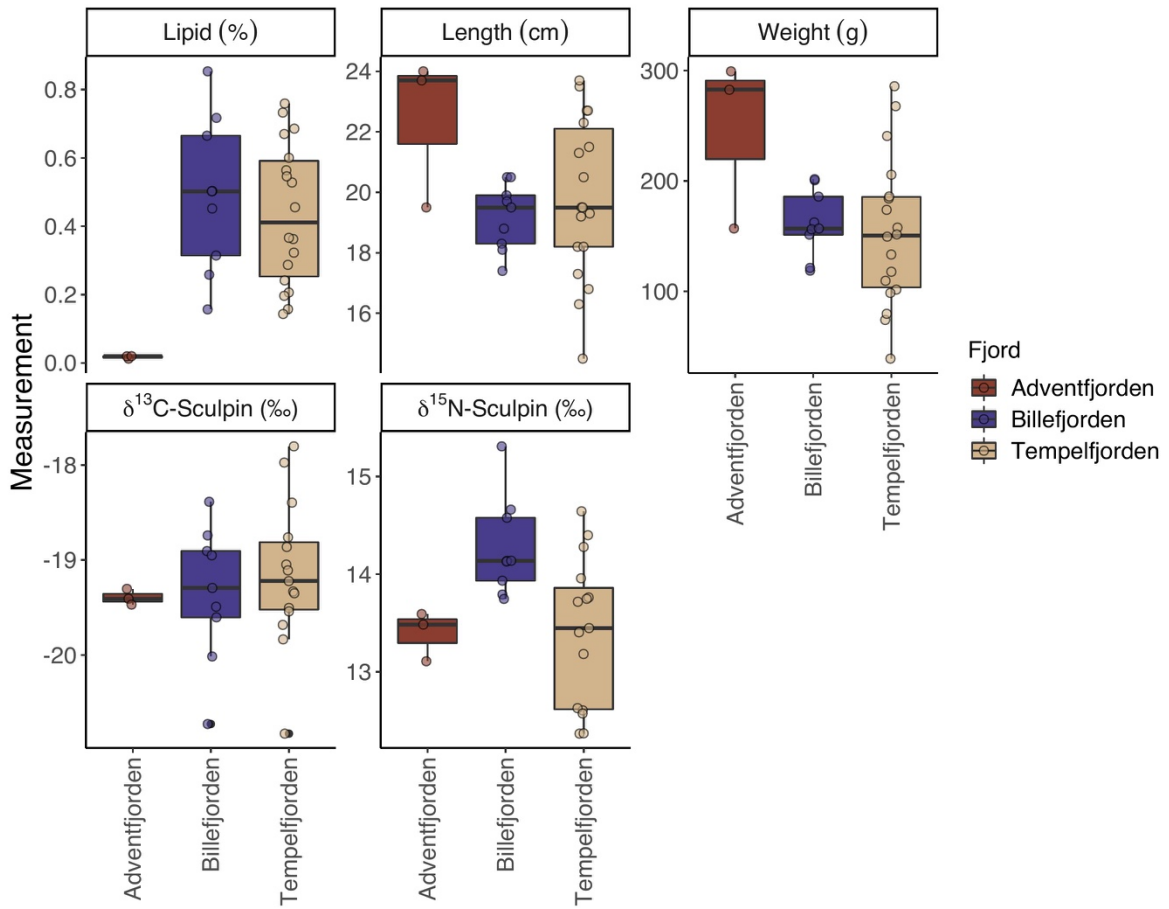 Lipid (%)
Length (cm)
Weight (g)
0.8
0.6
0.4
0.2
0.0
24
22
20
18
16
300
200
100
Measurement
δ¹³C-Sculpin (‰)
δ¹⁵N-Sculpin (‰)
-18
-19
-20
15
14
13
Adventfjorden
Billefjorden
Tempelfjorden
Adventfjorden
Billefjorden
Tempelfjorden
Adventfjorden
Billefjorden
Tempelfjorden
Fjord
Adventfjorden
Billefjorden
Tempelfjorden